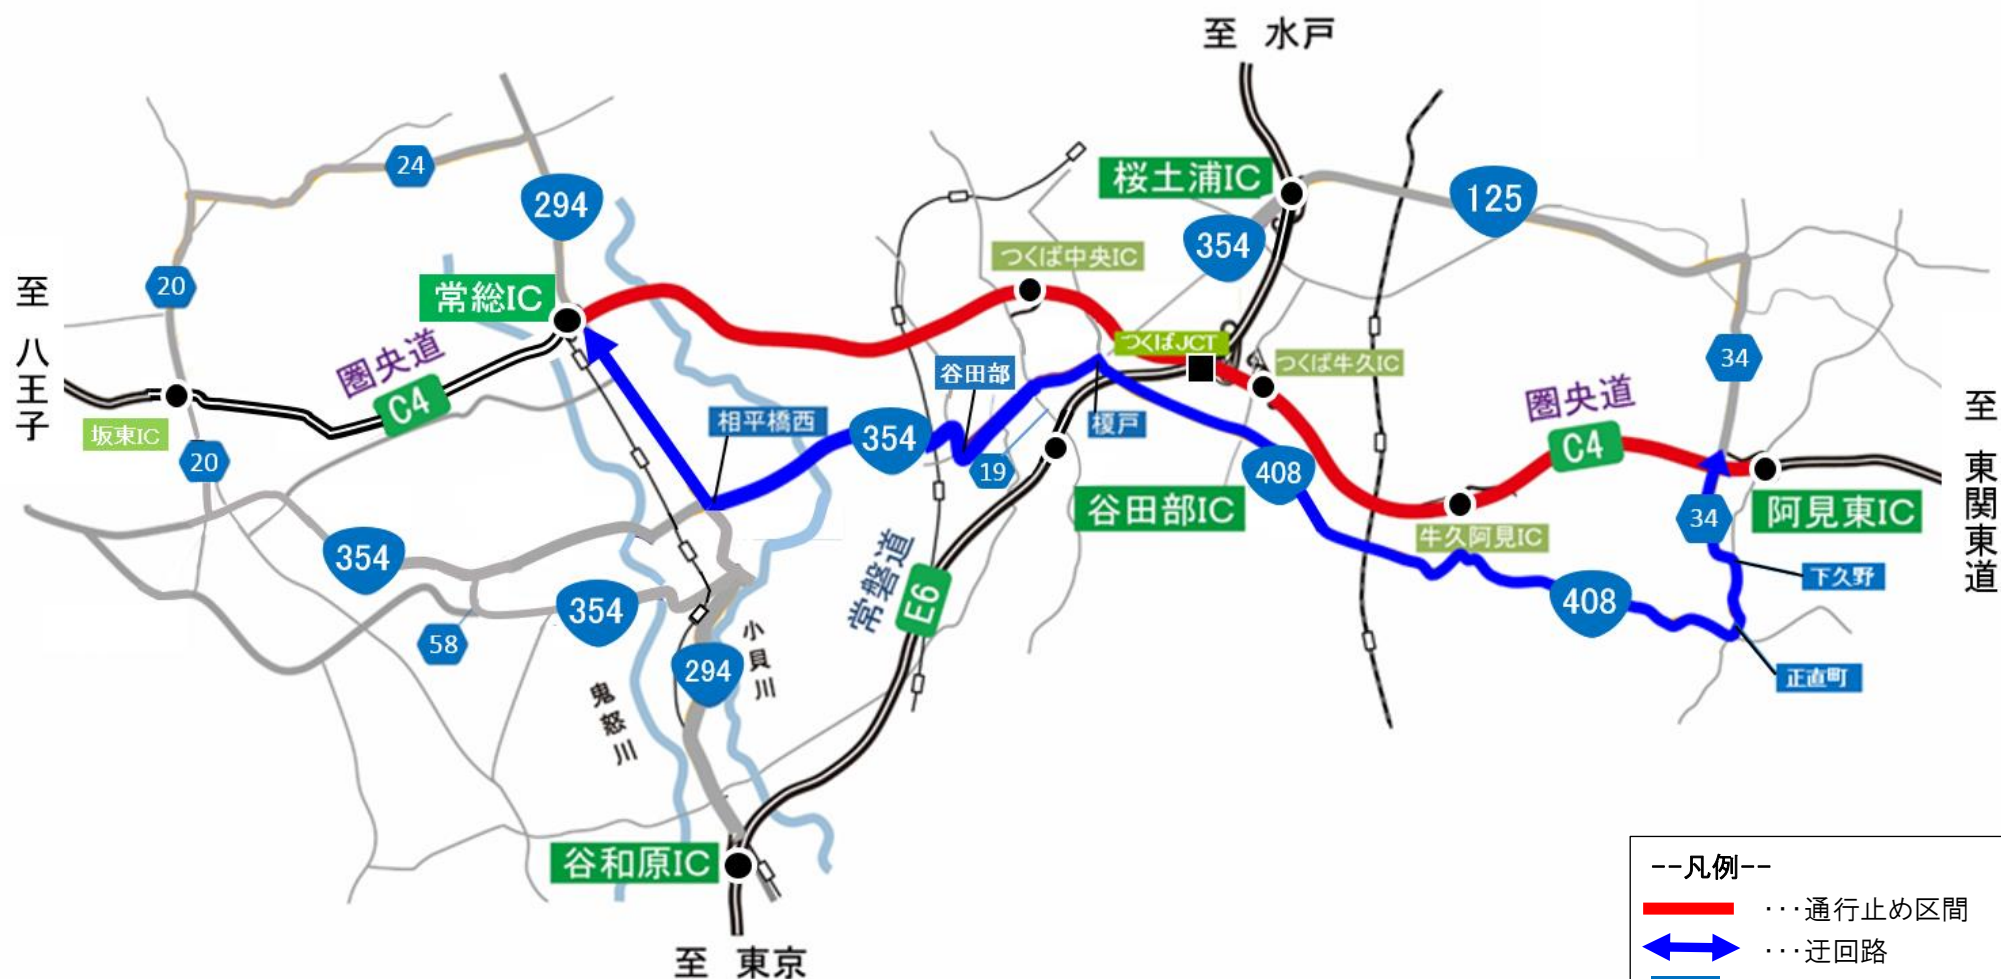 至 水戸
24
294
桜土浦IC
125
354
つくば中央IC
20
至 八王子
常総IC
圏央道
C4
つくばJCT
つくば牛久IC
谷田部
34
圏央道
C4
至 東関東道
坂東IC
20
相平橋西
354
榎戸
19
408
谷田部IC
阿見東IC
34
牛久阿見IC
354
常磐道
E6
下久野
408
354
58
小貝川
294
正直町
鬼怒川
谷和原IC
至 東京
--凡例--
･･･通行止め区間
･･･迂回路